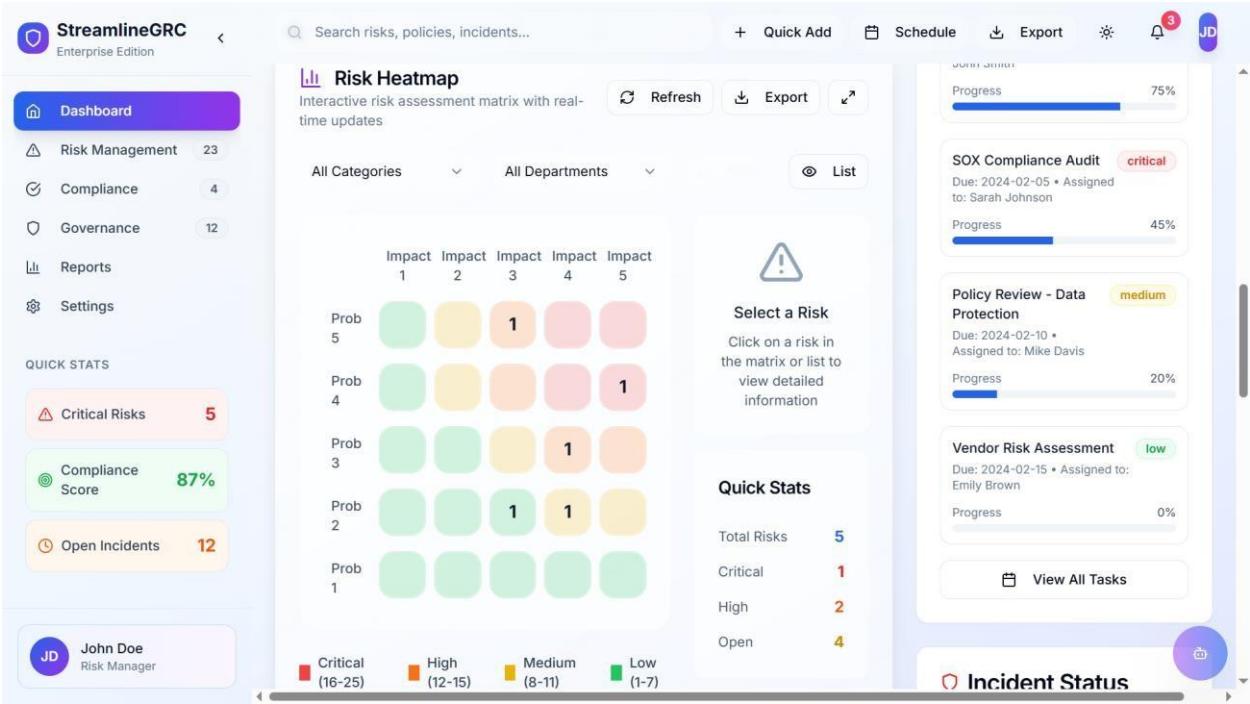 StreamlineGRC
Enterprise Edition
Search risks, policies, incidents...
Quick Add
Schedule
Export
3
JD
Dashboard
Risk Management 23
Compliance 4
Governance 12
Reports
Settings
QUICK STATS
Critical Risks 5
Compliance
Score
87%
Open Incidents 12
JD
John Doe
Risk Manager
Risk Heatmap
Interactive risk assessment matrix with real-
time updates
Refresh
Export
All Categories
All Departments
List
Impact Impact Impact Impact Impact
1 2 3 4 5
Prob
5
1
Prob
4
1
Prob
3
1
Prob
2
1 1
Prob
1
Critical
(16-25)
High
(12-15)
Medium
(8-11)
Low
(1-7)
Select a Risk
Click on a risk in
the matrix or list to
view detailed
information
Quick Stats
Total Risks 5
Critical 1
High 2
Open 4
John Smith
Progress 75%
SOX Compliance Audit critical
Due: 2024-02-05 • Assigned
to: Sarah Johnson
Progress 45%
Policy Review - Data
Protection
medium
Due: 2024-02-10 •
Assigned to: Mike Davis
Progress 20%
Vendor Risk Assessment low
Due: 2024-02-15 • Assigned to:
Emily Brown
Progress 0%
View All Tasks
Incident Status